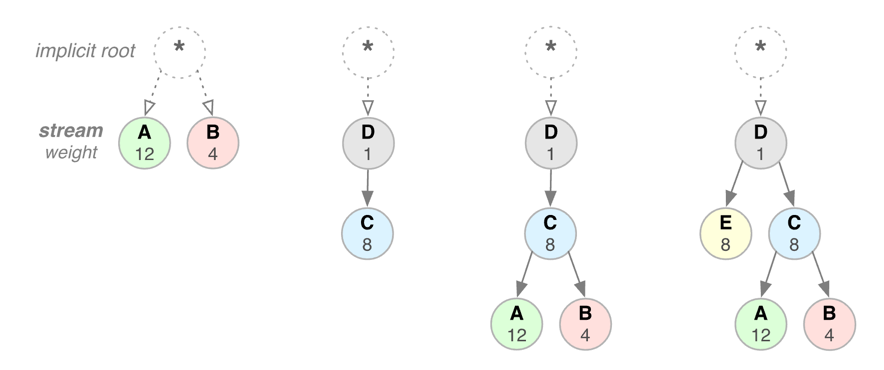 implicit root * * * *
stream A B D D D
weight 12 4 1 1 1
C C E C
8 8 8 8
A B A B
12 4 12 4